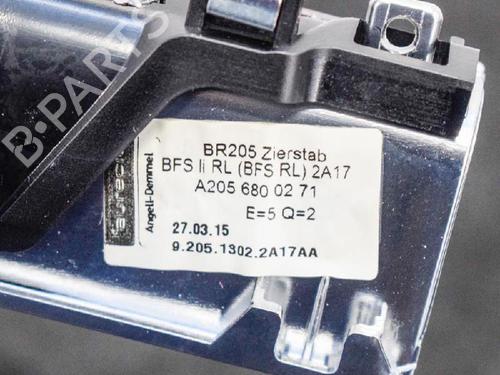 B-PARTS
faurecia
Angell-Demmel
BR205 Zierstab
BFS li RL (BFS RL) 2A17
A205 680 02 71
E=5 Q=2
27.03.15
9.205.1302.2A17AA